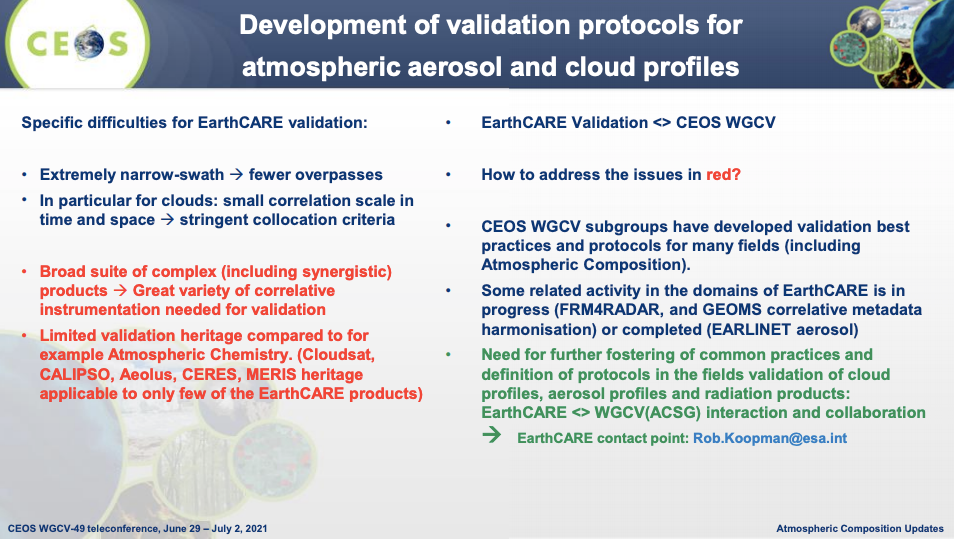 CEOS
Development of validation protocols for
atmospheric aerosol and cloud profiles
Specific difficulties for EarthCARE validation:
• Extremely narrow-swath → fewer overpasses
• In particular for clouds: small correlation scale in
time and space → stringent collocation criteria
• Broad suite of complex (including synergistic)
products → Great variety of correlative
instrumentation needed for validation
• Limited validation heritage compared to for
example Atmospheric Chemistry. (Cloudsat,
CALIPSO, Aeolus, CERES, MERIS heritage
applicable to only few of the EarthCARE products)
• EarthCARE Validation <> CEOS WGCV
• How to address the issues in red?
• CEOS WGCV subgroups have developed validation best
practices and protocols for many fields (including
Atmospheric Composition).
• Some related activity in the domains of EarthCARE is in
progress (FRM4RADAR, and GEOMS correlative metadata
harmonisation) or completed (EARLINET aerosol)
• Need for further fostering of common practices and
definition of protocols in the fields validation of cloud
profiles, aerosol profiles and radiation products:
EarthCARE <> WGCV(ACSG) interaction and collaboration
→ EarthCARE contact point: Rob.Koopman@esa.int
CEOS WGCV-49 teleconference, June 29 – July 2, 2021
Atmospheric Composition Updates